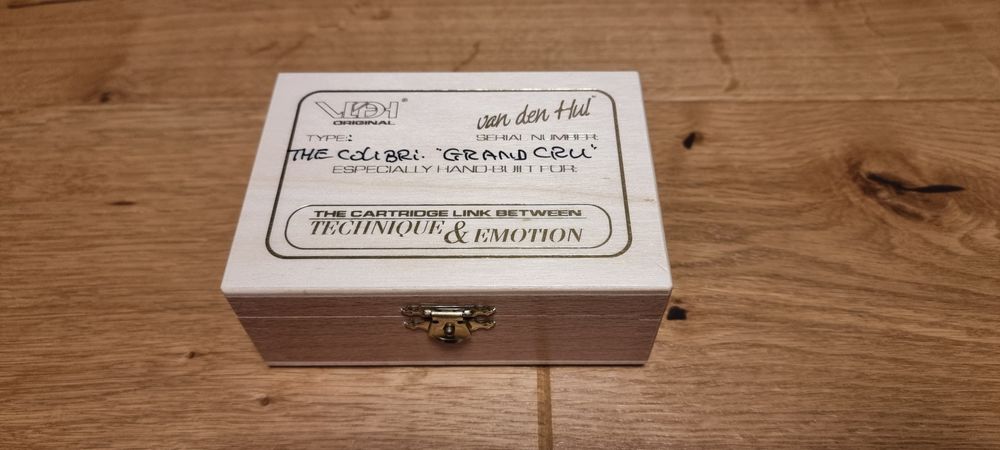 VDH® van den Hul™
ORIGINAL
TYPE: SERIAL NUMBER:
THE COLIBRI. "GRAND CRU"
ESPECIALLY HAND-BUILT FOR:
THE CARTRIDGE LINK BETWEEN
TECHNIQUE & EMOTION